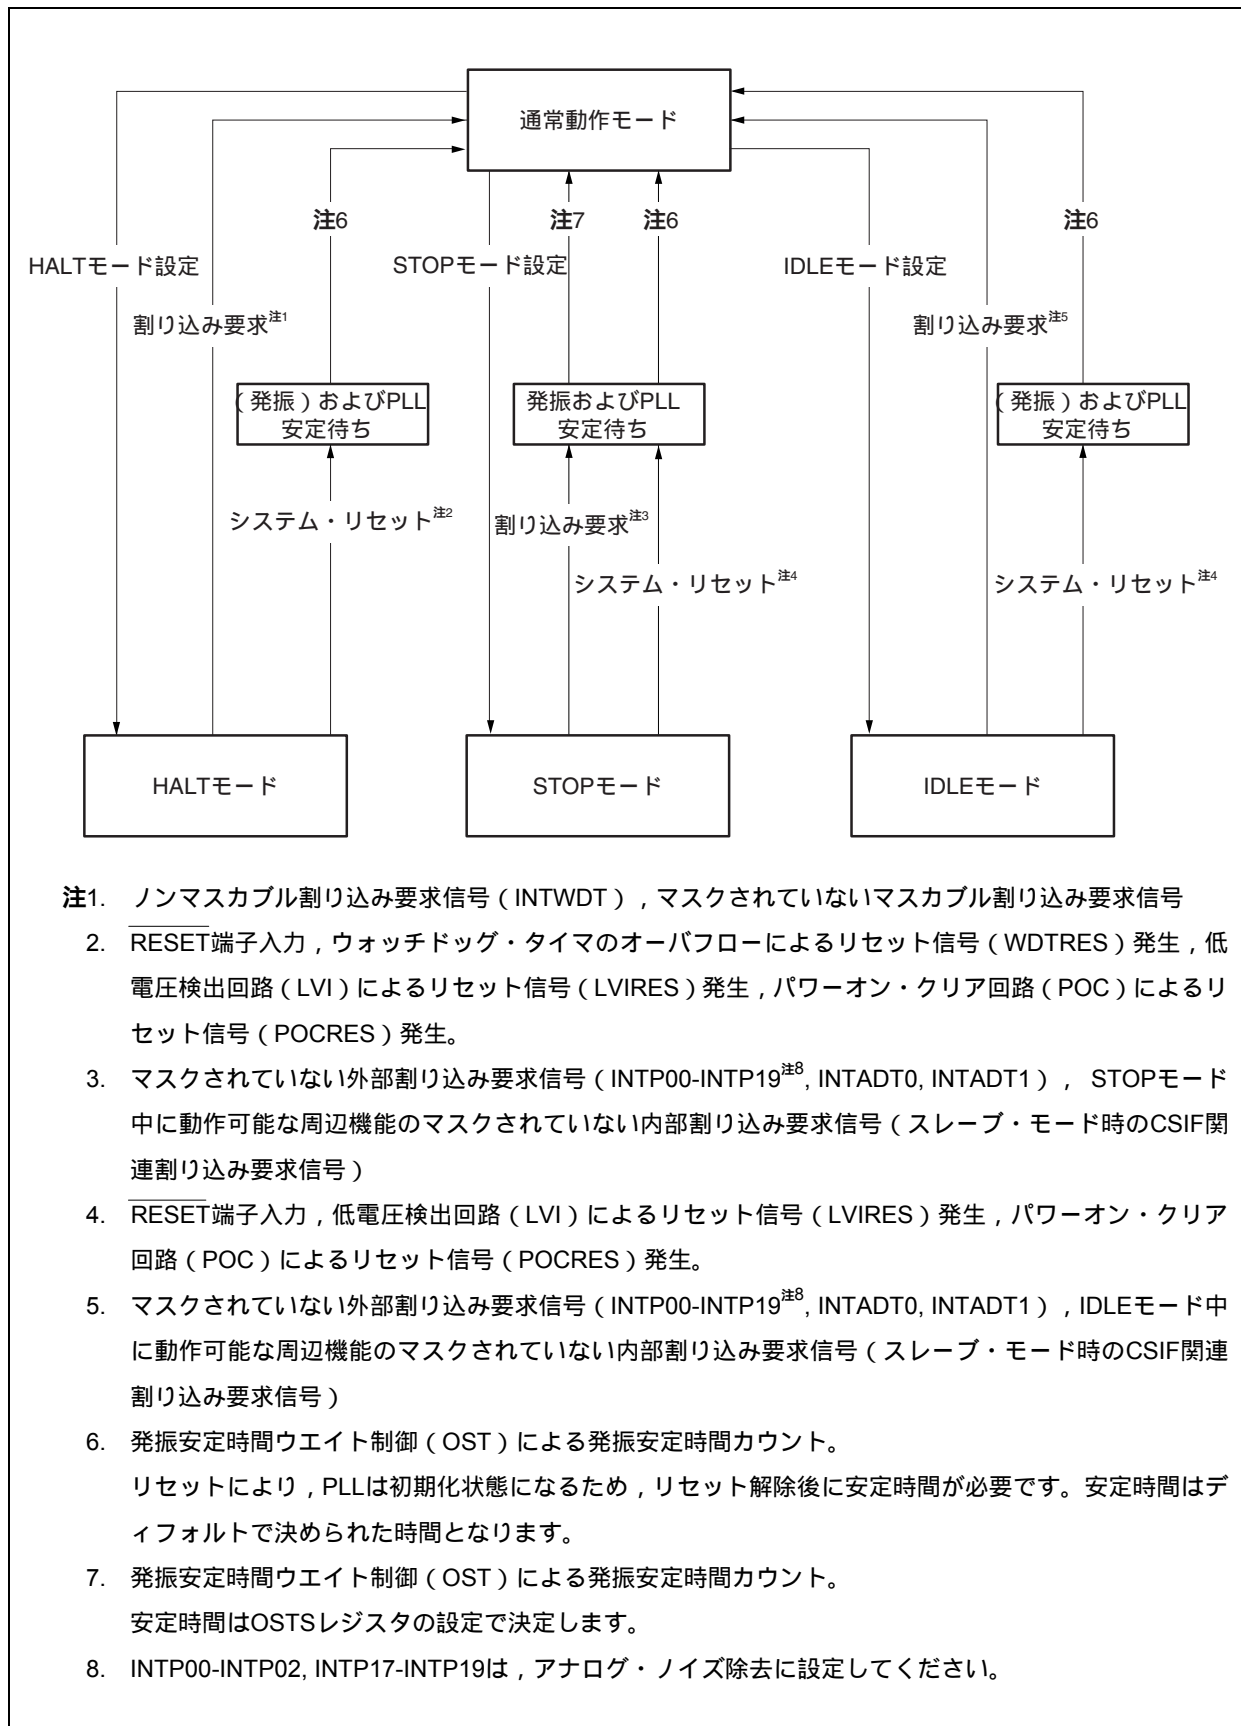 通常動作モード
注6
注7
注6
注6
HALTモード設定
STOPモード設定
IDLEモード設定
割り込み要求注1
割り込み要求注5
（発振）およびPLL
安定待ち
発振およびPLL
安定待ち
（発振）およびPLL
安定待ち
システム・リセット注2
割り込み要求注3
システム・リセット注4
システム・リセット注4
HALTモード
STOPモード
IDLEモード
注1. ノンマスカブル割り込み要求信号（INTWDT），マスクされていないマスカブル割り込み要求信号
2. RESET端子入力，ウォッチドッグ・タイマのオーバフローによるリセット信号（WDTRES）発生，低
電圧検出回路（LVI）によるリセット信号（LVIRES）発生，パワーオン・クリア回路（POC）によるリ
セット信号（POCRES）発生。
3. マスクされていない外部割り込み要求信号（INTP00-INTP19注8, INTADT0, INTADT1）， STOPモード
中に動作可能な周辺機能のマスクされていない内部割り込み要求信号（スレーブ・モード時のCSIF関
連割り込み要求信号）
4. RESET端子入力，低電圧検出回路（LVI）によるリセット信号（LVIRES）発生，パワーオン・クリア
回路（POC）によるリセット信号（POCRES）発生。
5. マスクされていない外部割り込み要求信号（INTP00-INTP19注8, INTADT0, INTADT1），IDLEモード中
に動作可能な周辺機能のマスクされていない内部割り込み要求信号（スレーブ・モード時のCSIF関連
割り込み要求信号）
6. 発振安定時間ウエイト制御（OST）による発振安定時間カウント。
リセットにより，PLLは初期化状態になるため，リセット解除後に安定時間が必要です。安定時間はデ
ィフォルトで決められた時間となります。
7. 発振安定時間ウエイト制御（OST）による発振安定時間カウント。
安定時間はOSTSレジスタの設定で決定します。
8. INTP00-INTP02, INTP17-INTP19は，アナログ・ノイズ除去に設定してください。